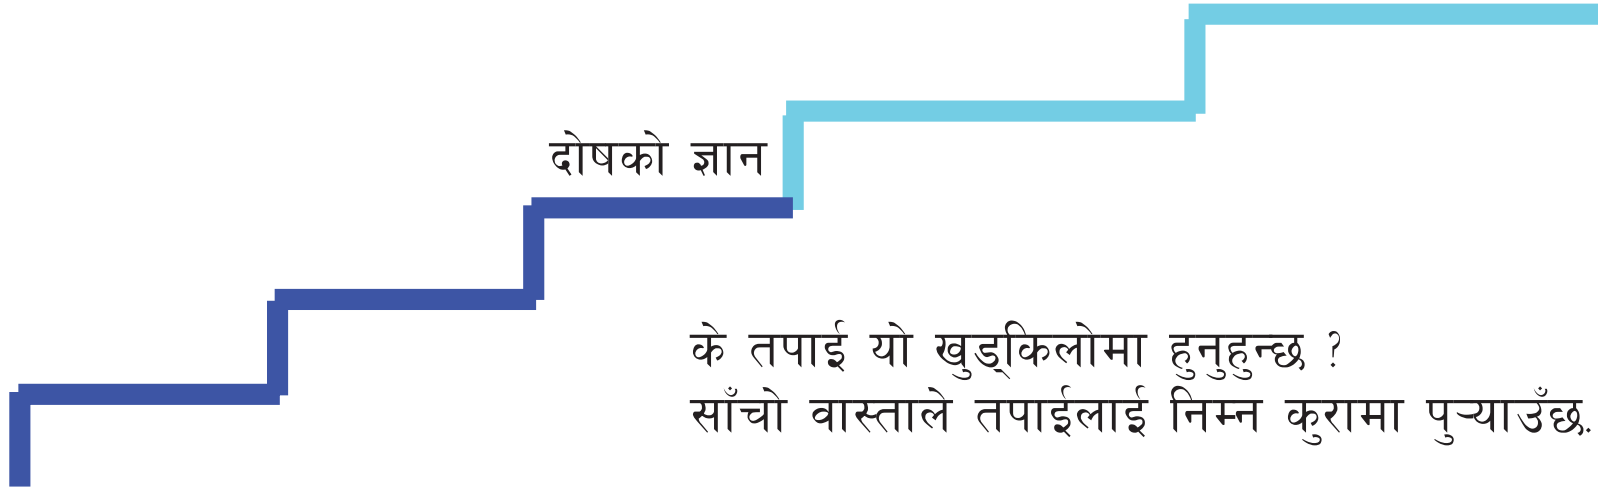 दोषको ज्ञान
के तपाई यो खुड्किलोमा हुनुहुन्छ ?
साँचो वास्ताले तपाईलाई निम्न कुरामा पुऱ्याउँछ.